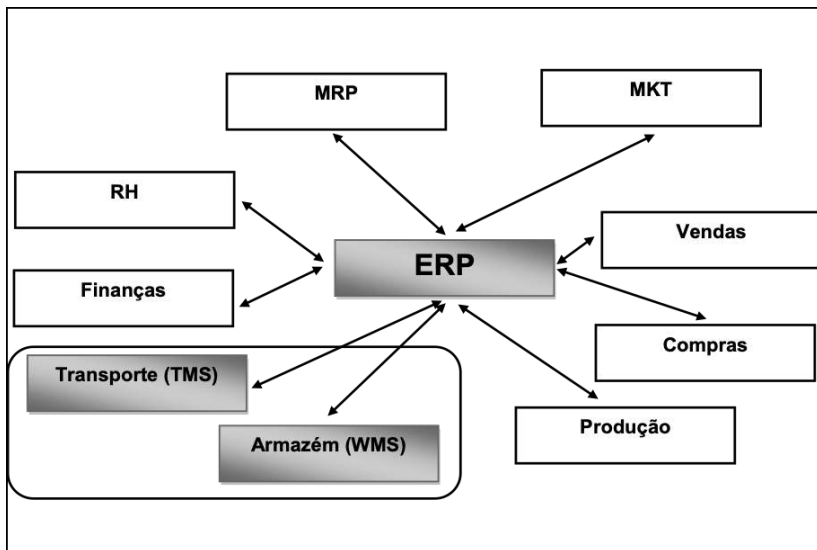 MRP
MKT
RH
Vendas
ERP
Finanças
Compras
Transporte (TMS)
Produção
Armazém (WMS)